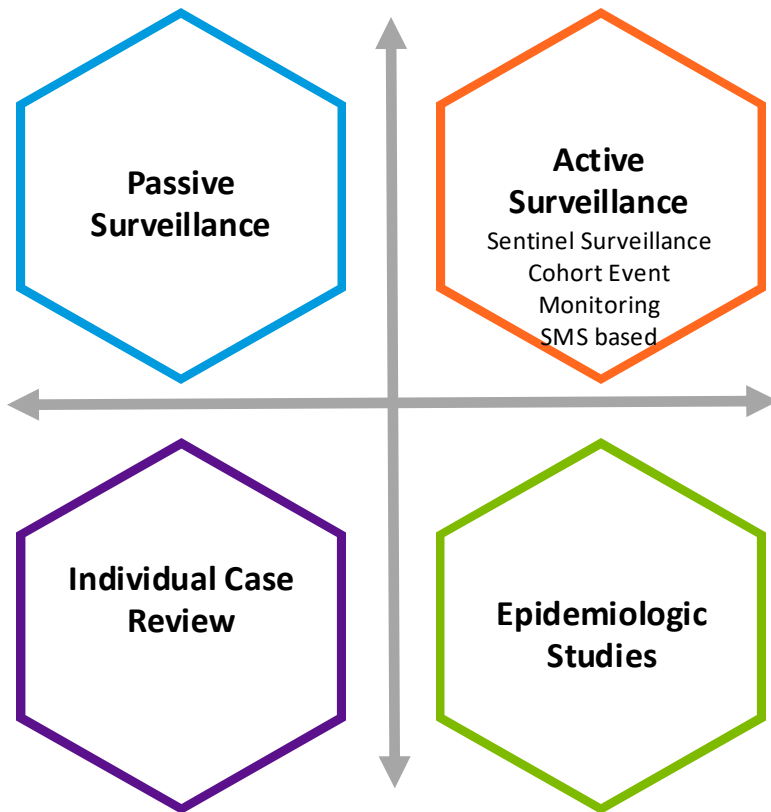 Passive
Surveillance
Active
Surveillance
Sentinel Surveillance
Cohort Event
Monitoring
SMS based
Individual Case
Review
Epidemiologic
Studies